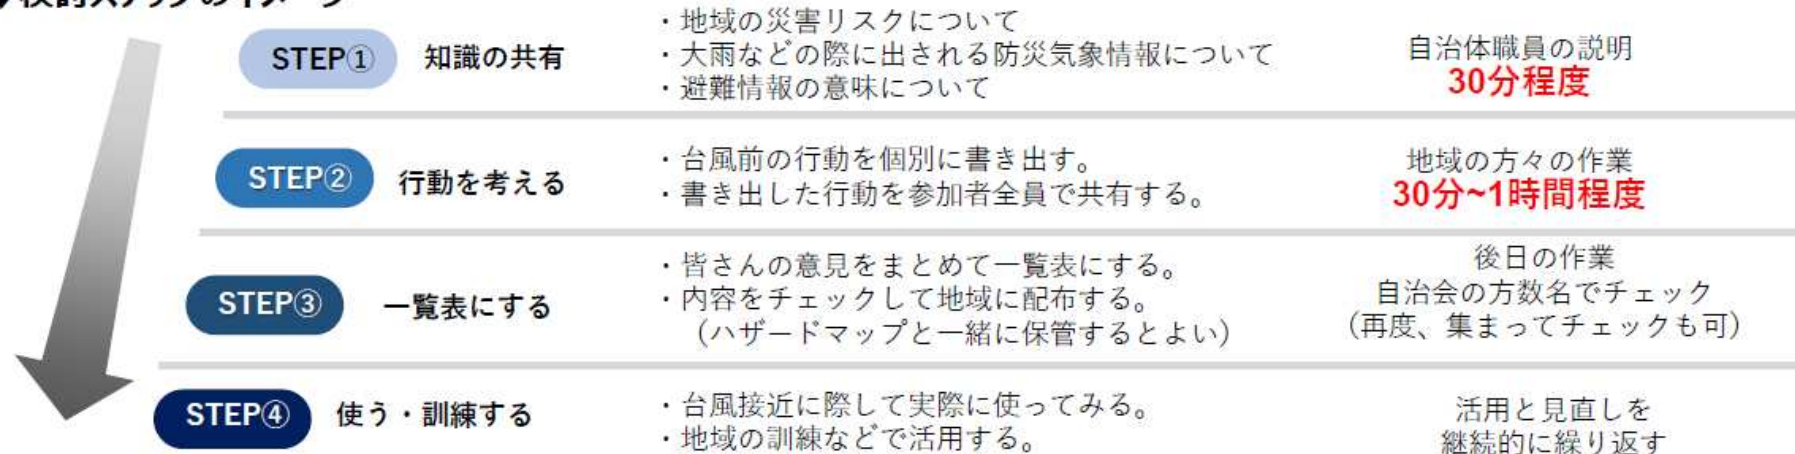 STEP① 知識の共有
・地域の災害リスクについて
・大雨などの際に出される防災気象情報について
・避難情報の意味について
自治体職員の説明
30分程度
STEP② 行動を考える
・台風前の行動を個別に書き出す。
・書き出した行動を参加者全員で共有する。
地域の方々の作業
30分~1時間程度
STEP③ 一覧表にする
・皆さんの意見をまとめて一覧表にする。
・内容をチェックして地域に配布する。
（ハザードマップと一緒に保管するとよい）
後日の作業
自治会の方数名でチェック
（再度、集まってチェックも可）
STEP④ 使う・訓練する
・台風接近に際して実際に使ってみる。
・地域の訓練などで活用する。
活用と見直しを
継続的に繰り返す